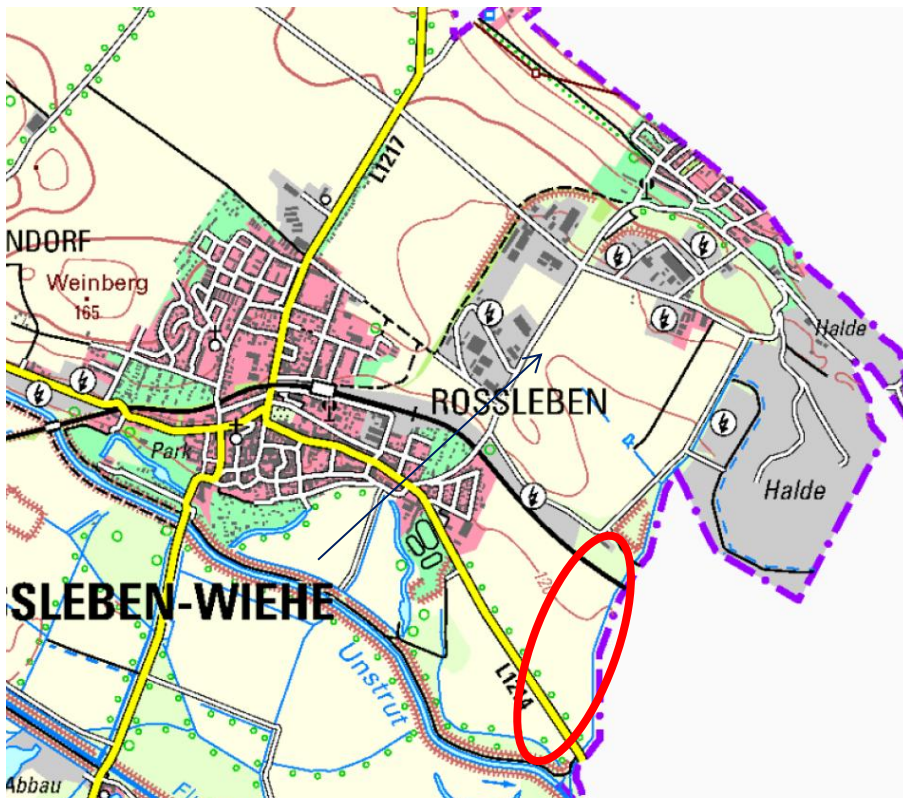 L1217
NDORF
Weinberg
165
Halde
ROSSLEBEN
Park
Halde
SLEBEN-WIEHE
Unstrut
L1214
Abbau